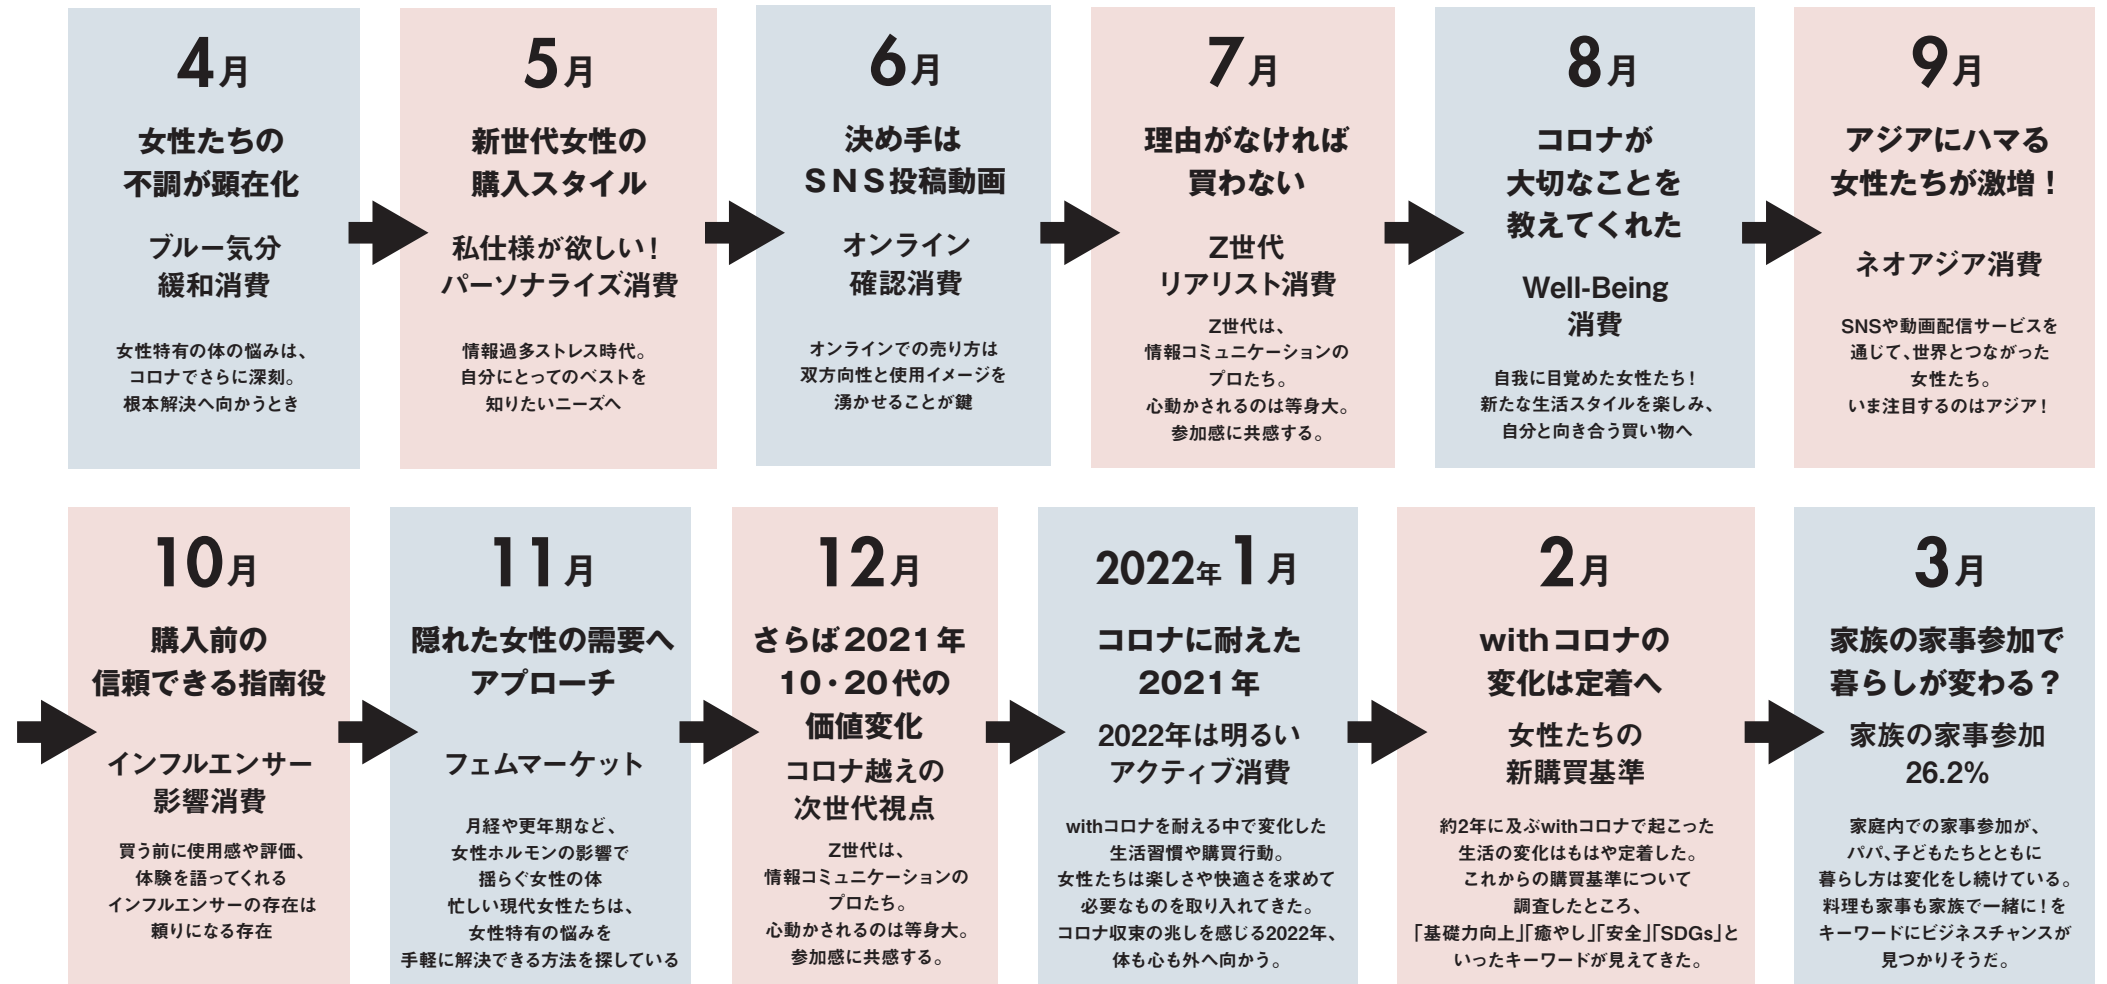 4月
女性たちの
不調が顕在化
ブルー気分
緩和消費
女性特有の体の悩みは、
コロナでさらに深刻。
根本解決へ向かうとき
5月
新世代女性の
購入スタイル
私仕様が欲しい！
パーソナライズ消費
情報過多ストレス時代。
自分にとってのベストを
知りたいニーズへ
6月
決め手は
SNS投稿動画
オンライン
確認消費
オンラインでの売り方は
双方向性と使用イメージを
湧かせることが鍵
7月
理由がなければ
買わない
Z世代
リアリスト消費
Z世代は、
情報コミュニケーションの
プロたち。
心動かされるのは等身大。
参加感に共感する。
8月
コロナが
大切なことを
教えてくれた
Well-Being
消費
自我に目覚めた女性たち！
新たな生活スタイルを楽しみ、
自分と向き合う買い物へ
9月
アジアにハマる
女性たちが激増！
ネオアジア消費
SNSや動画配信サービスを
通じて、世界とつながった
女性たち。
いま注目するのはアジア！
10月
購入前の
信頼できる指南役
インフルエンサー
影響消費
買う前に使用感や評価、
体験を語ってくれる
インフルエンサーの存在は
頼りになる存在
11月
隠れた女性の需要へ
アプローチ
フェムマーケット
月経や更年期など、
女性ホルモンの影響で
揺らぐ女性の体
忙しい現代女性たちは、
女性特有の悩みを
手軽に解決できる方法を探している
12月
さらば2021年
10・20代の
価値変化
コロナ越えの
次世代視点
Z世代は、
情報コミュニケーションの
プロたち。
心動かされるのは等身大。
参加感に共感する。
2022年1月
コロナに耐えた
2021年
2022年は明るい
アクティブ消費
withコロナを耐える中で変化した
生活習慣や購買行動。
女性たちは楽しさや快適さを求めて
必要なものを取り入れてきた。
コロナ収束の兆しを感じる2022年、
体も心も外へ向かう。
2月
withコロナの
変化は定着へ
女性たちの
新購買基準
約2年に及ぶwithコロナで起こった
生活の変化はもはや定着した。
これからの購買基準について
調査したところ、
「基礎力向上」「癒やし」「安全」「SDGs」と
いったキーワードが見えてきた。
3月
家族の家事参加で
暮らしが変わる？
家族の家事参加
26.2%
家庭内での家事参加が、
パパ、子どもたちとともに
暮らし方は変化をし続けている。
料理も家事も家族で一緒に！を
キーワードにビジネスチャンスが
見つかりそうだ。